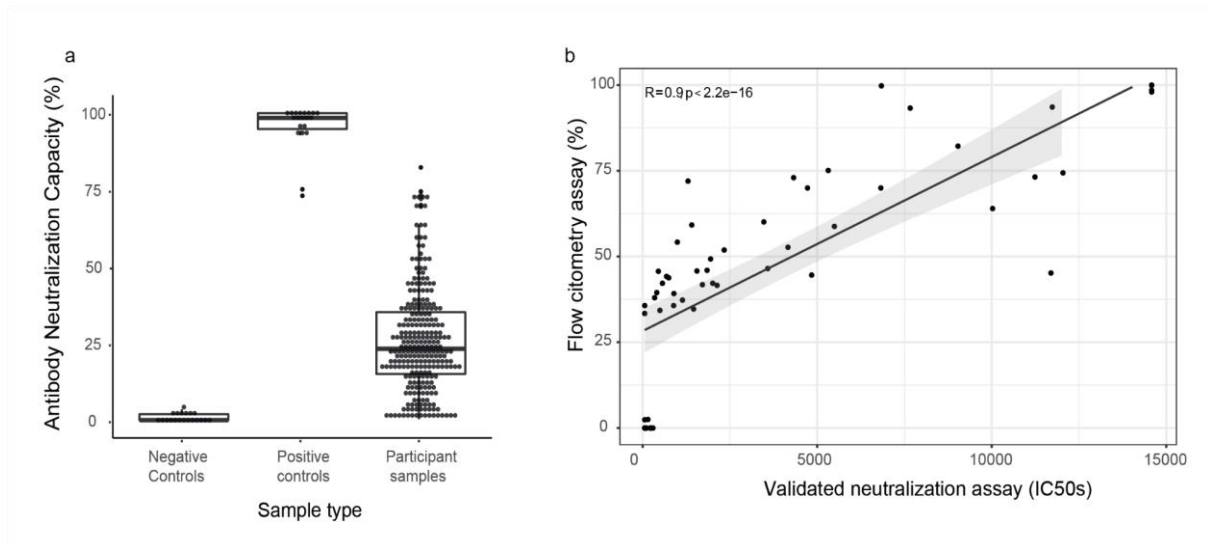 a
Antibody Neutralization Capacity (%)
100
75
50
25
0
Negative
Controls
Positive
controls
Participant
samples
Sample type
b
Flow citometry assay (%)
100
75
50
25
0
R=0.9 p<2.2e-16
0
5000
10000
15000
Validated neutralization assay (IC50s)